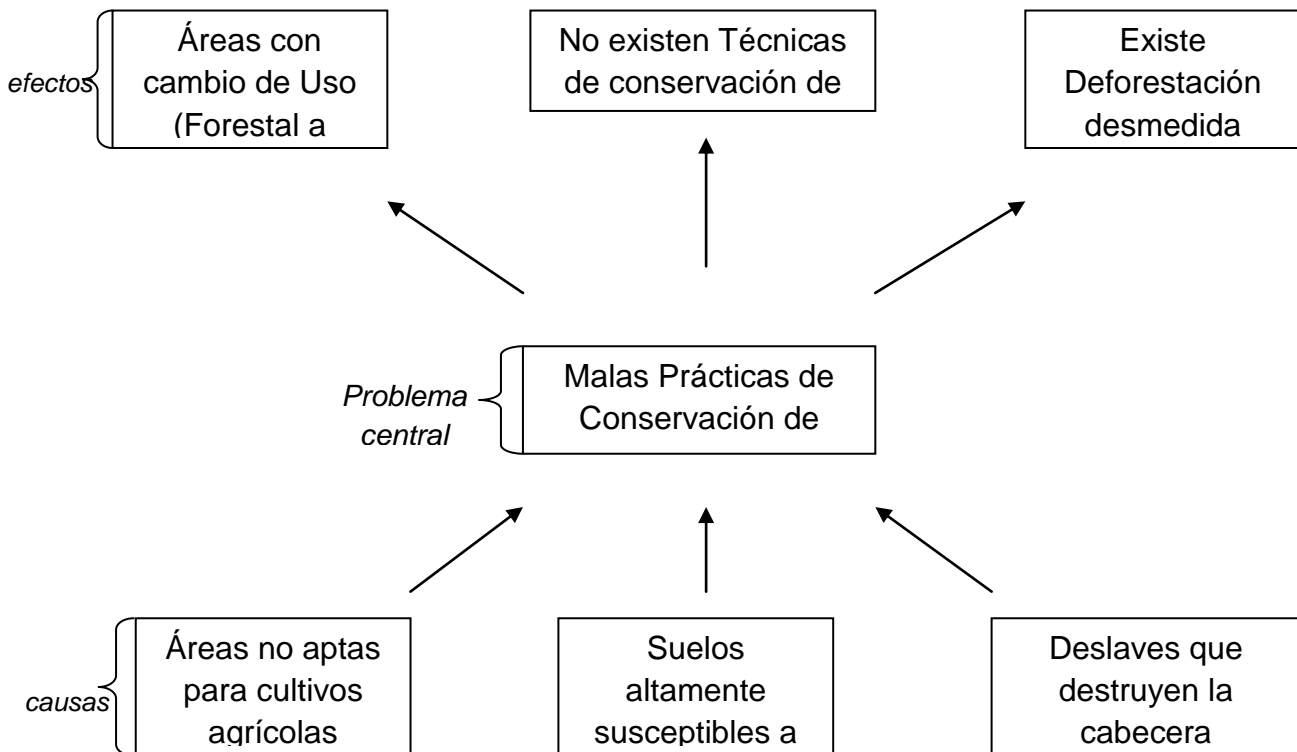 efectos
Áreas con
cambio de Uso
(Forestal a
No existen Técnicas
de conservación de
Existe
Deforestación
desmedida
Problema
central
Malas Prácticas de
Conservación de
causas
Áreas no aptas
para cultivos
agrícolas
Suelos
altamente
susceptibles a
Deslaves que
destruyen la
cabecera